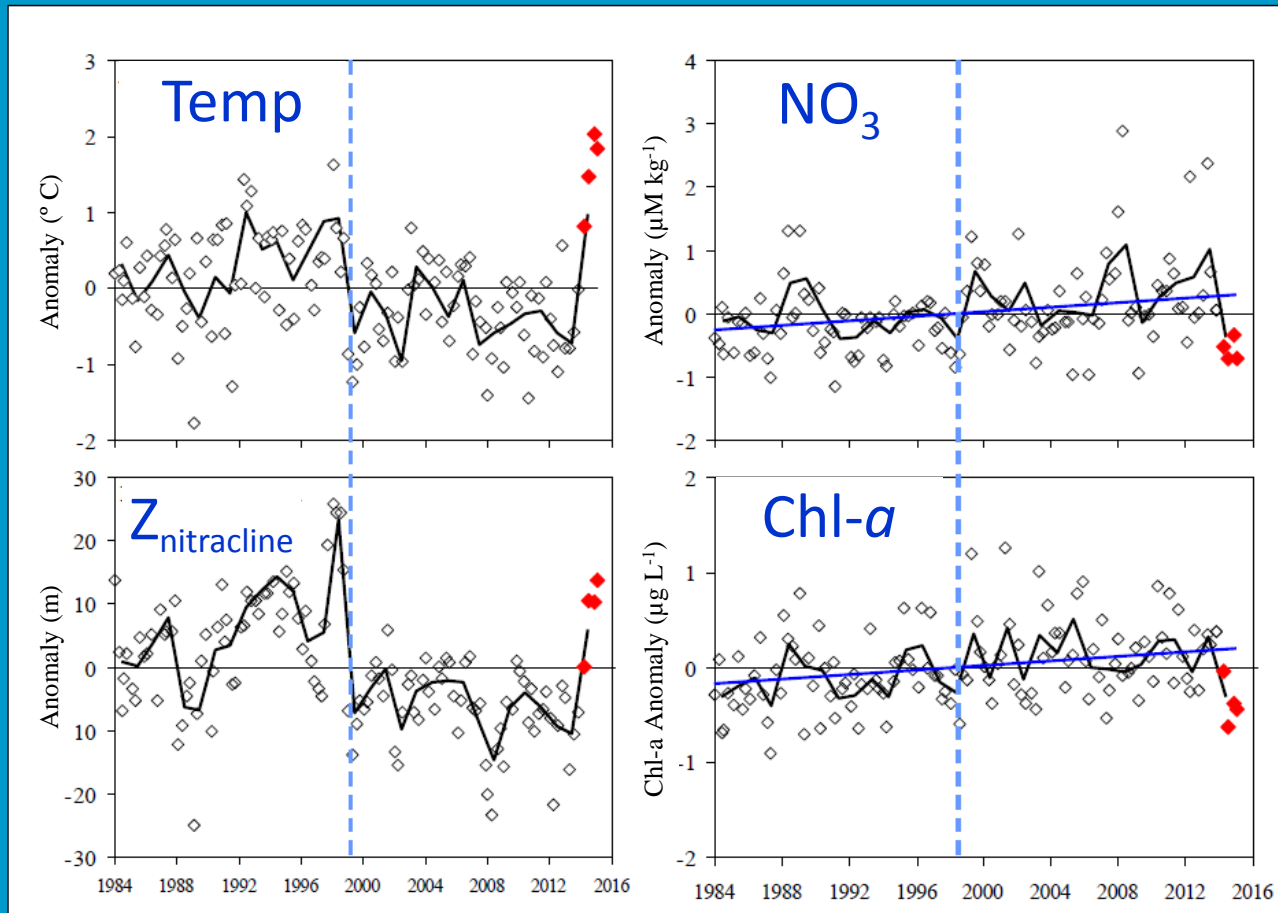 3
2
1
0
-1
-2
Anomaly (º C)
Temp
4
3
2
1
0
-1
-2
Anomaly (µM kg⁻¹)
NO₃
30
20
10
0
10
-20
-30
Anomaly (m)
Z nitracline
1984 1988 1992 1996 2000 2004 2008 2012 2016
2
1
0
-1
-2
Chl-a Anomaly (µg L⁻¹)
Chl-a
1984 1988 1992 1996 2000 2004 2008 2012 2016